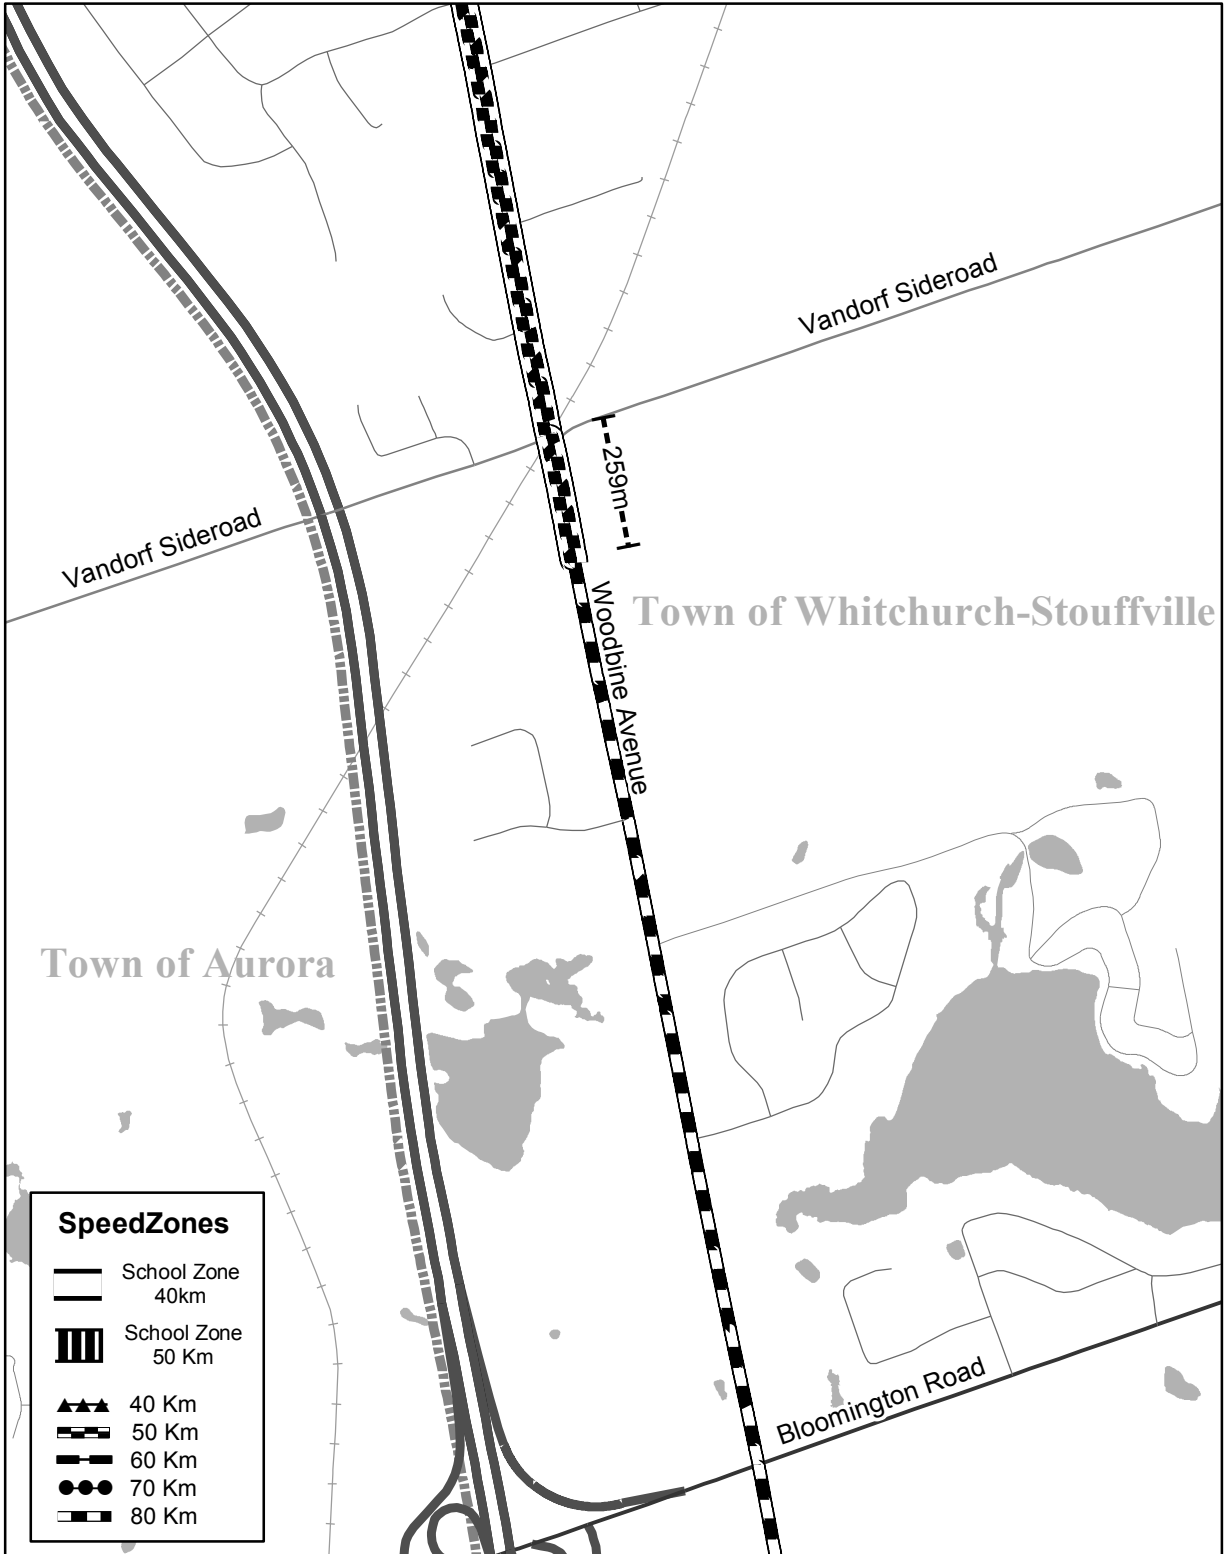 Vandorf Sideroad
259m
Vandorf Sideroad
Woodbine Avenue
Town of Whitchurch-Stouffville
Town of Aurora
Bloomington Road
SpeedZones
School Zone
40km
School Zone
50 Km
40 Km
50 Km
60 Km
70 Km
80 Km